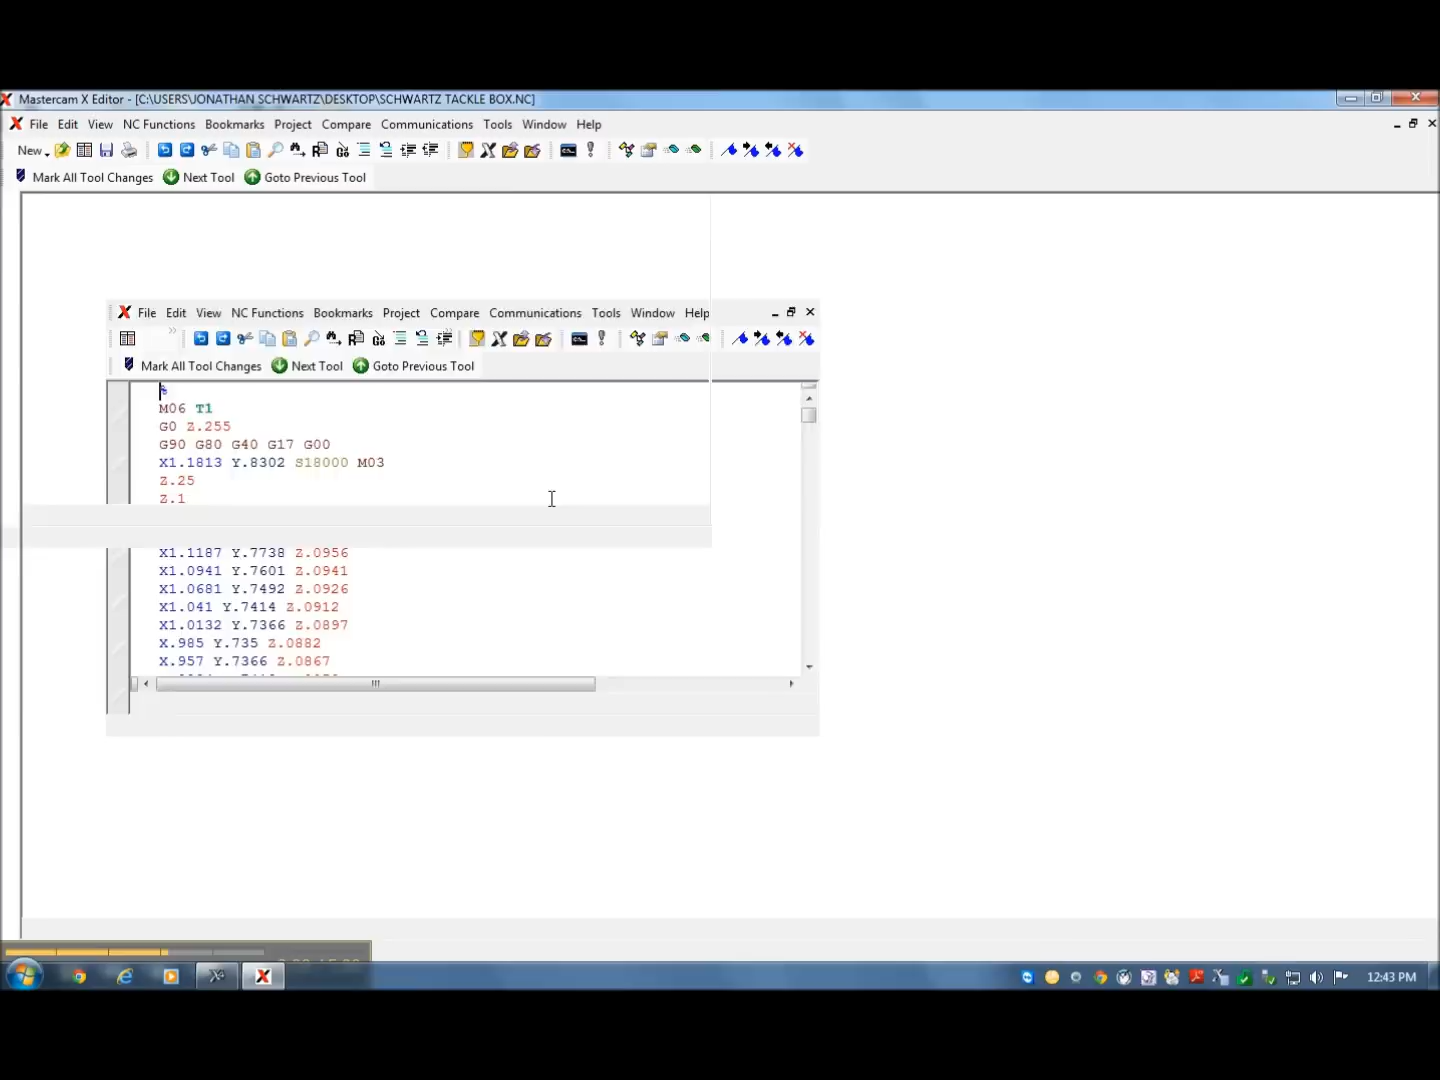 Mastercam X Editor - [C:\USERS\JONATHAN SCHWARTZ\DESKTOP\SCHWARTZ TACKLE BOX.NC]
File Edit View NC Functions Bookmarks Project Compare Communications Tools Window Help
New
Mark All Tool Changes Next Tool Goto Previous Tool
File Edit View NC Functions Bookmarks Project Compare Communications Tools Window Help
Mark All Tool Changes Next Tool Goto Previous Tool
%
M06 T1
G0 Z.255
G90 G80 G40 G17 G00
X1.1813 Y.8302 S18000 M03
Z.25
Z.1
X1.1187 Y.7738 Z.0956
X1.0941 Y.7601 Z.0941
X1.0681 Y.7492 Z.0926
X1.041 Y.7414 Z.0912
X1.0132 Y.7366 Z.0897
X.985 Y.735 Z.0882
X.957 Y.7366 Z.0867
12:43 PM